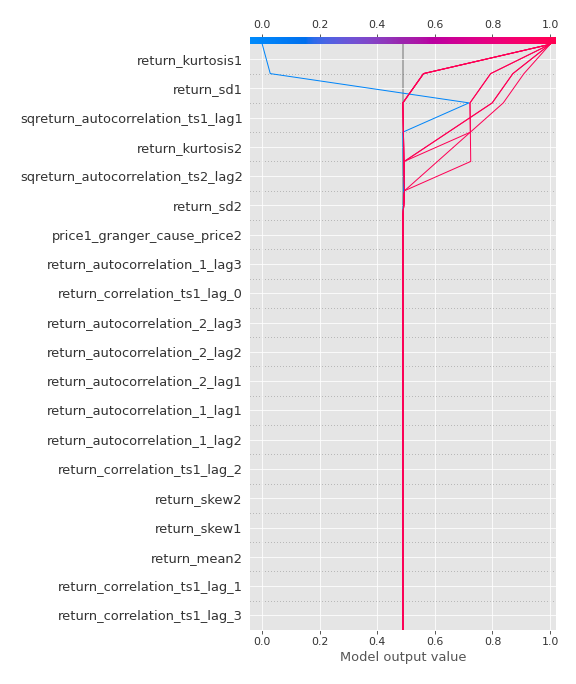 0.0 0.2 0.4 0.6 0.8 1.0
return_kurtosis1
return_sd1
sqreturn_autocorrelation_ts1_lag1
return_kurtosis2
sqreturn_autocorrelation_ts2_lag2
return_sd2
price1_granger_cause_price2
return_autocorrelation_1_lag3
return_correlation_ts1_lag_0
return_autocorrelation_2_lag3
return_autocorrelation_2_lag2
return_autocorrelation_2_lag1
return_autocorrelation_1_lag1
return_autocorrelation_1_lag2
return_correlation_ts1_lag_2
return_skew2
return_skew1
return_mean2
return_correlation_ts1_lag_1
return_correlation_ts1_lag_3
0.0 0.2 0.4 0.6 0.8 1.0
Model output value